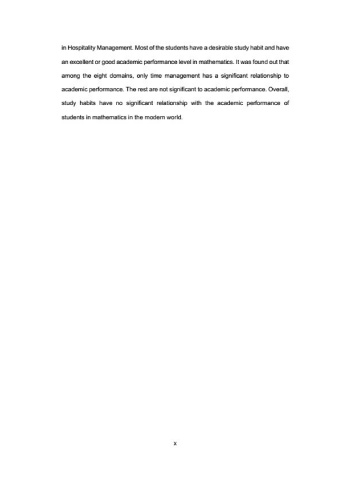 in Hospitality Management. Most of the students have a desirable study habit and have
an excellent or good academic performance level in mathematics. It was found out that
among the eight domains, only time management has a significant relationship to
academic performance. The rest are not significant to academic performance. Overall,
study habits have no significant relationship with the academic performance of
students in mathematics in the modern world.
x